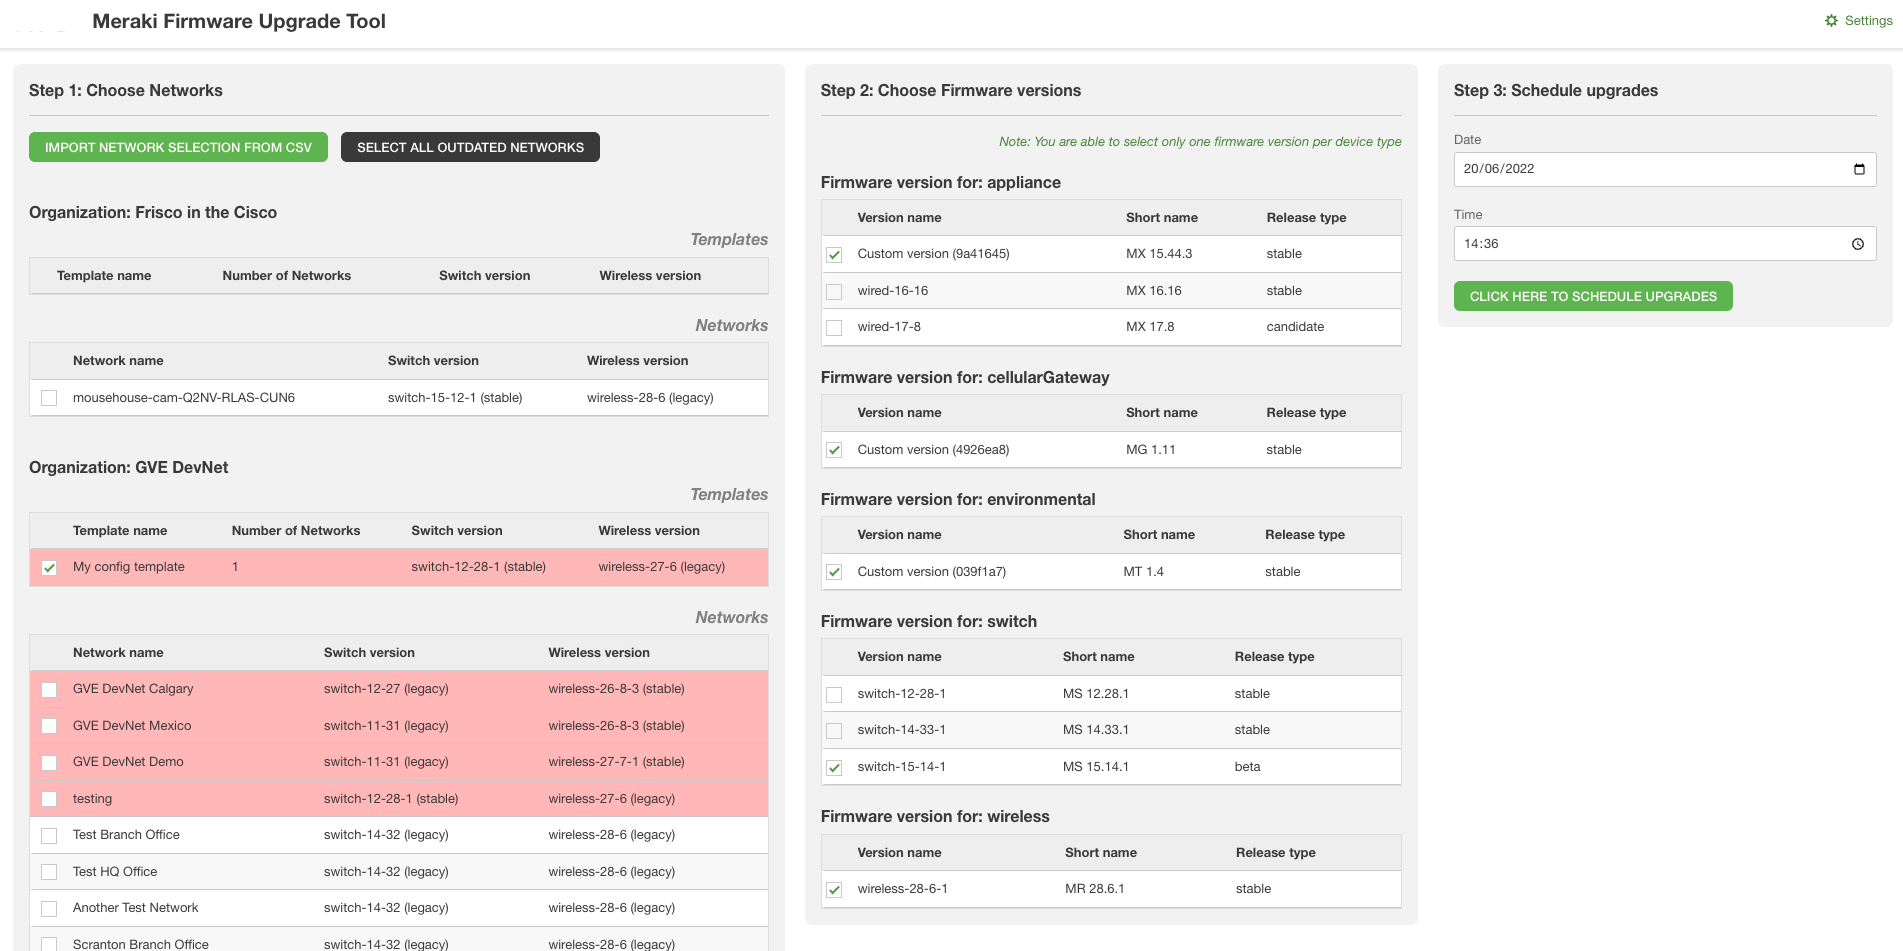 Meraki Firmware Upgrade Tool
Settings
Step 1: Choose Networks
IMPORT NETWORK SELECTION FROM CSV
SELECT ALL OUTDATED NETWORKS
Organization: Frisco in the Cisco
Templates
Template name Number of Networks Switch version Wireless version
Networks
Network name Switch version Wireless version
mousehouse-cam-Q2NV-RLAS-CUN6 switch-15-12-1 (stable) wireless-28-6 (legacy)
Organization: GVE DevNet
Templates
Template name Number of Networks Switch version Wireless version
My config template 1 switch-12-28-1 (stable) wireless-27-6 (legacy)
Networks
Network name Switch version Wireless version
GVE DevNet Calgary switch-12-27 (legacy) wireless-26-8-3 (stable)
GVE DevNet Mexico switch-11-31 (legacy) wireless-26-8-3 (stable)
GVE DevNet Demo switch-11-31 (legacy) wireless-27-7-1 (stable)
testing switch-12-28-1 (stable) wireless-27-6 (legacy)
Test Branch Office switch-14-32 (legacy) wireless-28-6 (legacy)
Test HQ Office switch-14-32 (legacy) wireless-28-6 (legacy)
Another Test Network switch-14-32 (legacy) wireless-28-6 (legacy)
Scranton Branch Office switch-14-32 (legacy) wireless-28-6 (legacy)
Step 2: Choose Firmware versions
Note: You are able to select only one firmware version per device type
Firmware version for: appliance
Version name Short name Release type
Custom version (9a41645) MX 15.44.3 stable
wired-16-16 MX 16.16 stable
wired-17-8 MX 17.8 candidate
Firmware version for: cellularGateway
Version name Short name Release type
Custom version (4926ea8) MG 1.11 stable
Firmware version for: environmental
Version name Short name Release type
Custom version (039f1a7) MT 1.4 stable
Firmware version for: switch
Version name Short name Release type
switch-12-28-1 MS 12.28.1 stable
switch-14-33-1 MS 14.33.1 stable
switch-15-14-1 MS 15.14.1 beta
Firmware version for: wireless
Version name Short name Release type
wireless-28-6-1 MR 28.6.1 stable
Step 3: Schedule upgrades
Date
20/06/2022
Time
14:36
CLICK HERE TO SCHEDULE UPGRADES